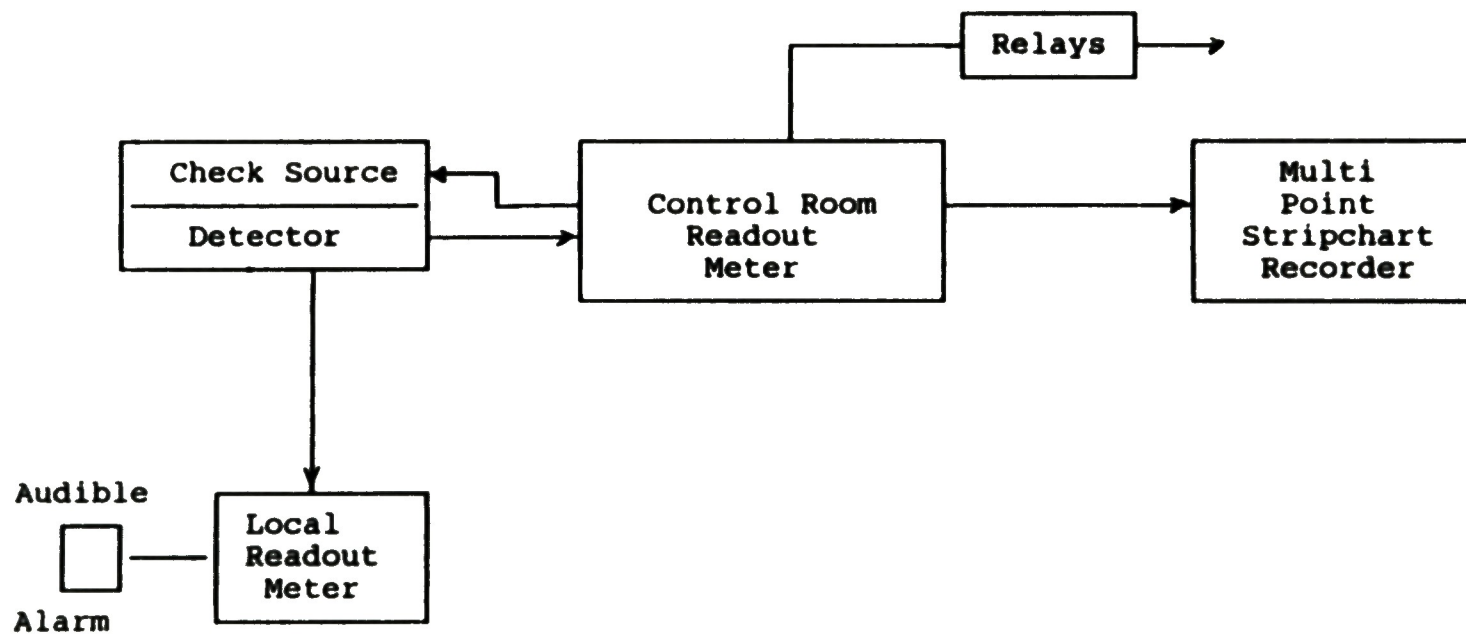 Relays
Check Source
Detector
Control Room
Readout
Meter
Multi
Point
Stripchart
Recorder
Audible
Alarm
Local
Readout
Meter